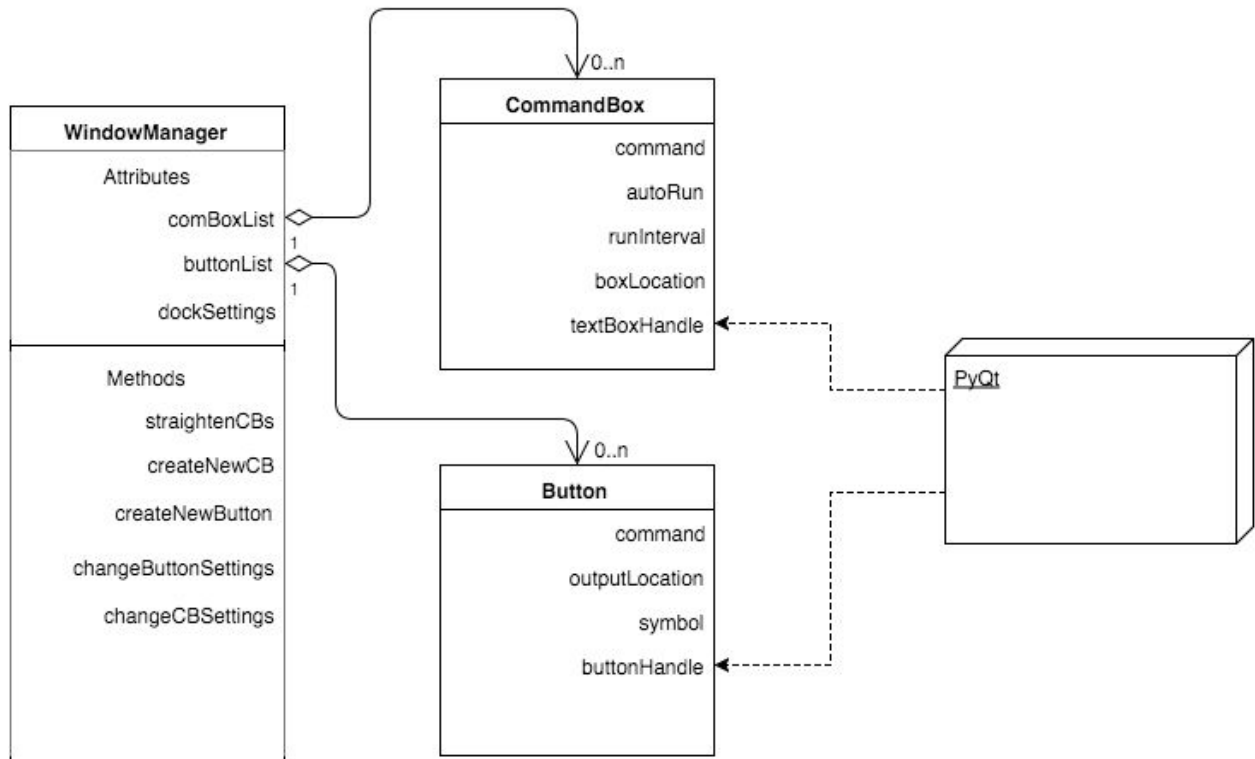 WindowManager
Attributes
comBoxList
1
buttonList
1
dockSettings
Methods
straightenCBs
createNewCB
createNewButton
changeButtonSettings
changeCBSettings
0..n
CommandBox
command
autoRun
runInterval
boxLocation
textBoxHandle
0..n
Button
command
outputLocation
symbol
buttonHandle
PyQt